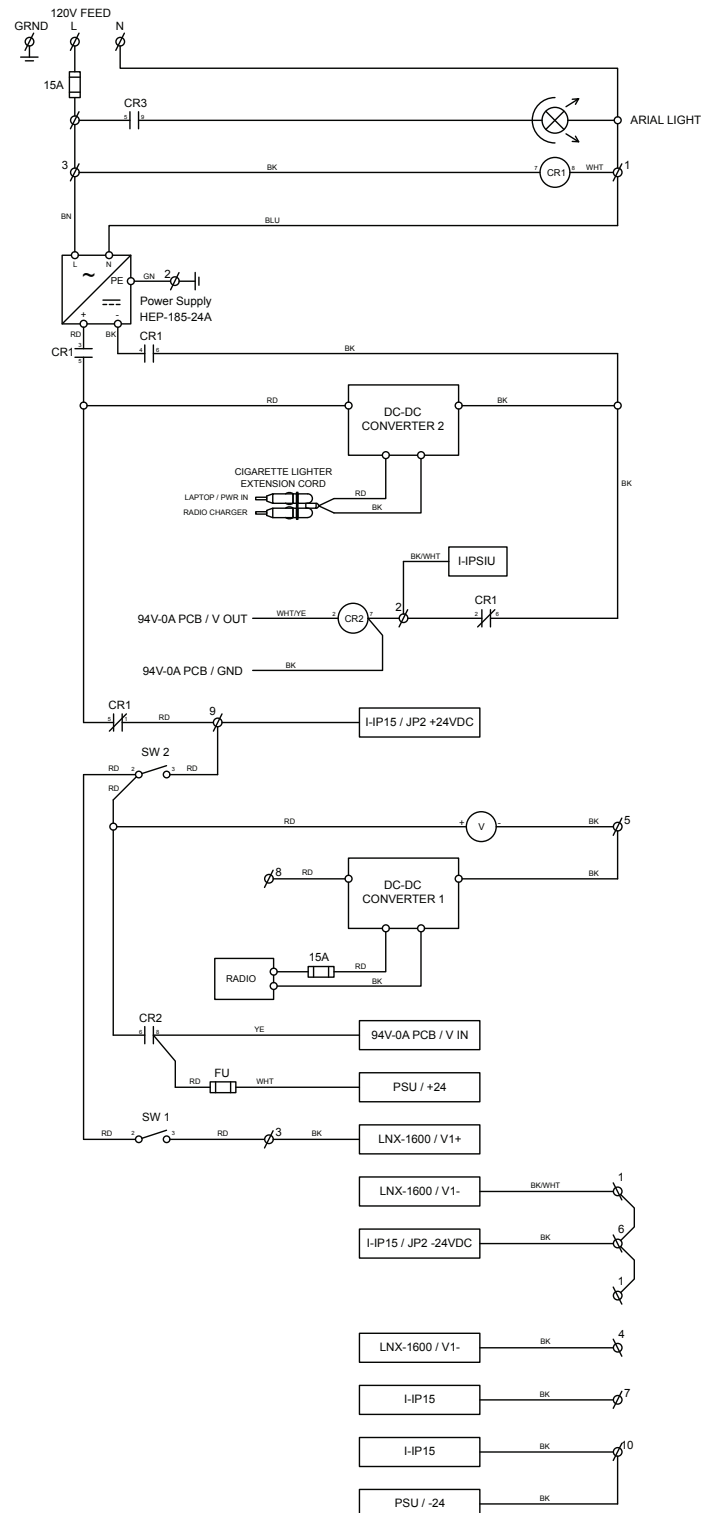 120V FEED
GRND L N
15A
CR3
5 9
ARIAL LIGHT
3 BK 7 CR1 8 WHT 1
BN
BLU
L N
~ PE GN 2
Power Supply
HEP-185-24A
+ -
RD BK CR1
CR1 3 4 6 BK
5
RD DC-DC BK
CONVERTER 2
CIGARETTE LIGHTER
EXTENSION CORD
BK
LAPTOP / PWR IN RD
RADIO CHARGER BK
BK/WHT I-IPSIU
94V-0A PCB / V OUT WHT/YE 2 CR2 7 2 CR1
2 6
94V-0A PCB / GND BK
CR1
5 1 RD 9 I-IP15 / JP2 +24VDC
SW 2
RD 2 3 RD
RD
RD + V - BK 5
8 RD DC-DC BK
CONVERTER 1
RADIO 15A RD
BK
CR2
6 8 YE 94V-0A PCB / V IN
FU
RD WHT PSU / +24
SW 1
RD 2 3 RD 3 BK LNX-1600 / V1+
LNX-1600 / V1- BK/WHT 1
I-IP15 / JP2 -24VDC BK 6
1
LNX-1600 / V1- BK 4
I-IP15 BK 7
I-IP15 BK 10
PSU / -24 BK